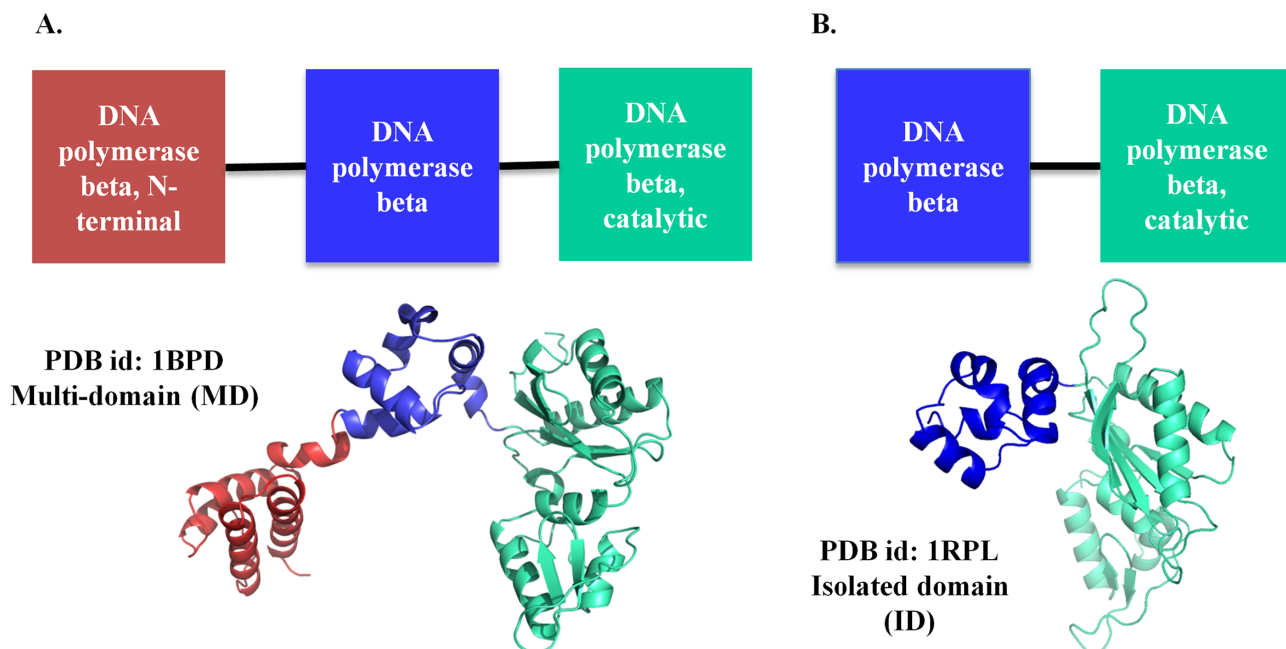 A.
DNA
polymerase
beta, N-
terminal
DNA
polymerase
beta
DNA
polymerase
beta,
catalytic
PDB id: 1BPD
Multi-domain (MD)
B.
DNA
polymerase
beta
DNA
polymerase
beta,
catalytic
PDB id: 1RPL
Isolated domain
(ID)